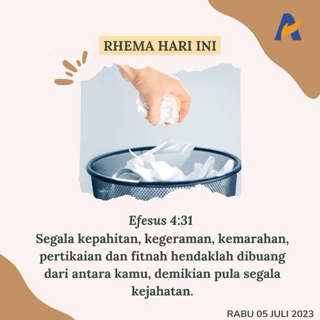 RHEMA HARI INI
Efesus 4:31
Segala kepahitan, kegeraman, kemarahan,
pertikaian dan fitnah hendaklah dibuang
dari antara kamu, demikian pula segala
kejahatan.
RABU 05 JULI 2023